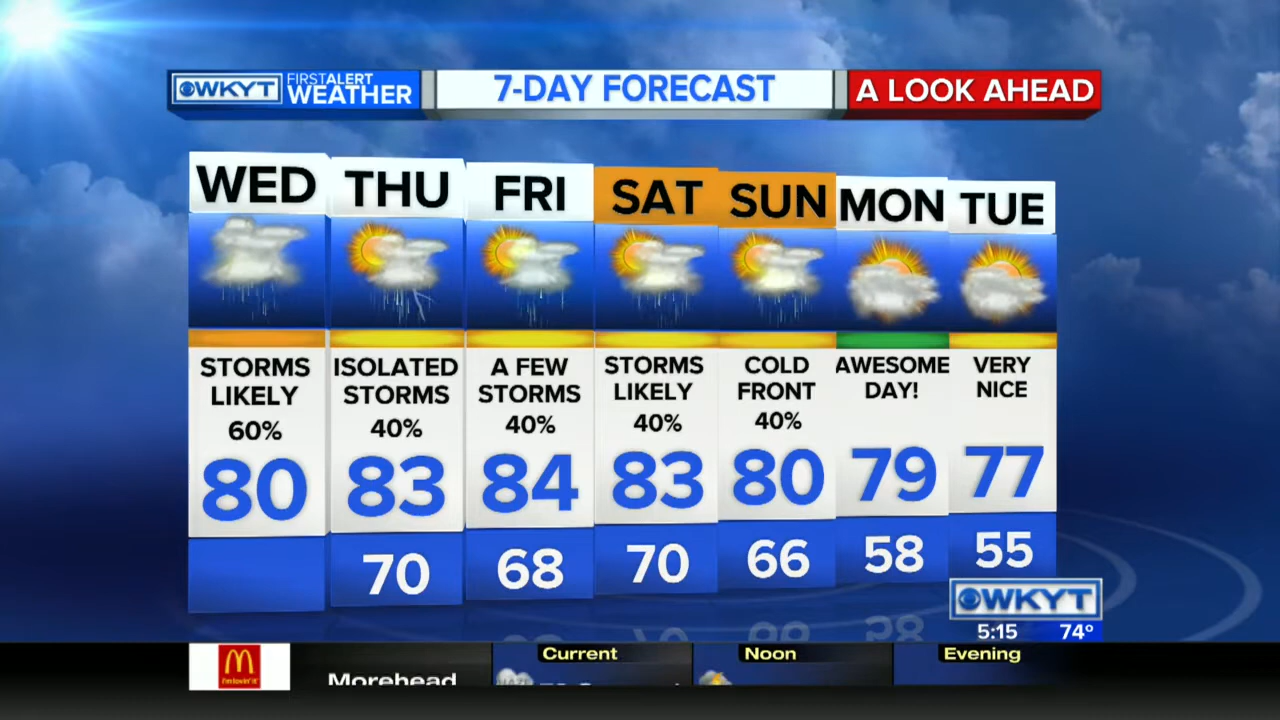 WKYT FIRST ALERT WEATHER
7-DAY FORECAST
A LOOK AHEAD
WED THU FRI SAT SUN MON TUE
STORMS LIKELY 60% 80
ISOLATED STORMS 40% 83 70
A FEW STORMS 40% 84 68
STORMS LIKELY 40% 83 70
COLD FRONT 40% 80 66
AWESOME DAY! 79 58
VERY NICE 77 55
WKYT
5:15 74°
i'm lovin' it
Morehead
Current
HAZE
Noon
Evening